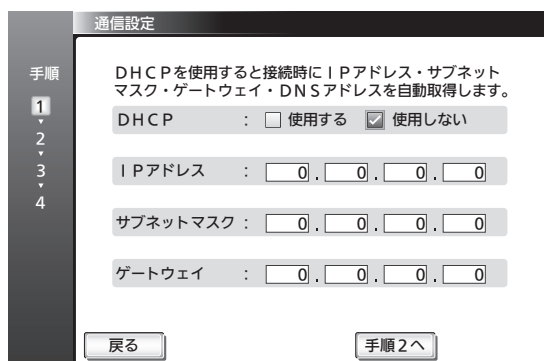 通信設定
手順
1
2
3
4
DHCPを使用すると接続時にIPアドレス・サブネット
マスク・ゲートウェイ・DNSアドレスを自動取得します。
DHCP : 使用する 使用しない
IPアドレス : 0 . 0 . 0 . 0
サブネットマスク : 0 . 0 . 0 . 0
ゲートウェイ : 0 . 0 . 0 . 0
戻る 手順2へ